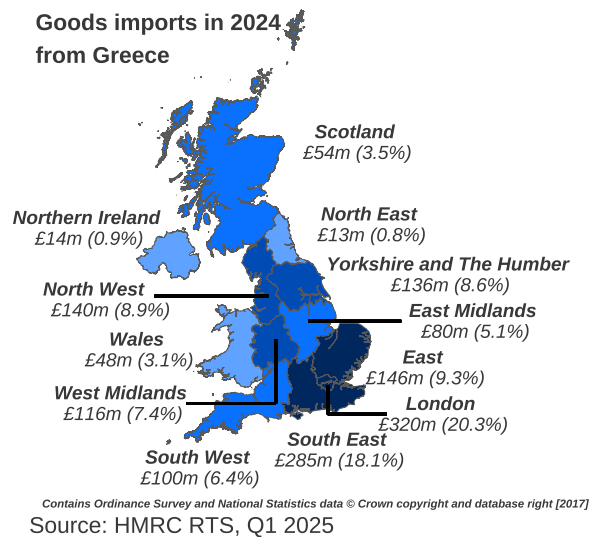 Goods imports in 2024
from Greece
Scotland
£54m (3.5%)
Northern Ireland
£14m (0.9%)
North East
£13m (0.8%)
Yorkshire and The Humber
£136m (8.6%)
North West
£140m (8.9%)
East Midlands
£80m (5.1%)
Wales
£48m (3.1%)
East
£146m (9.3%)
West Midlands
£116m (7.4%)
London
£320m (20.3%)
South East
£285m (18.1%)
South West
£100m (6.4%)
Contains Ordinance Survey and National Statistics data © Crown copyright and database right [2017]
Source: HMRC RTS, Q1 2025